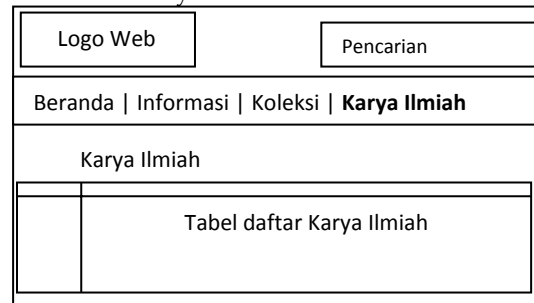 Logo Web
Pencarian
Beranda | Informasi | Koleksi | Karya Ilmiah
Karya Ilmiah
Tabel daftar Karya Ilmiah